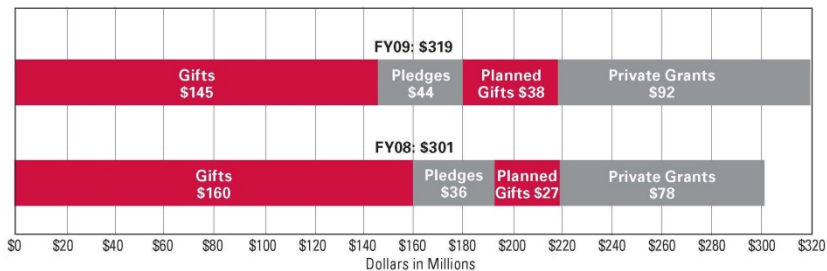 FY09: $319
Gifts
$145
Pledges
$44
Planned
Gifts $38
Private Grants
$92
FY08: $301
Gifts
$160
Pledges
$36
Planned
Gifts $27
Private Grants
$78
$0 $20 $40 $60 $80 $100 $120 $140 $160 $180 $200 $220 $240 $260 $280 $300 $320
Dollars in Millions